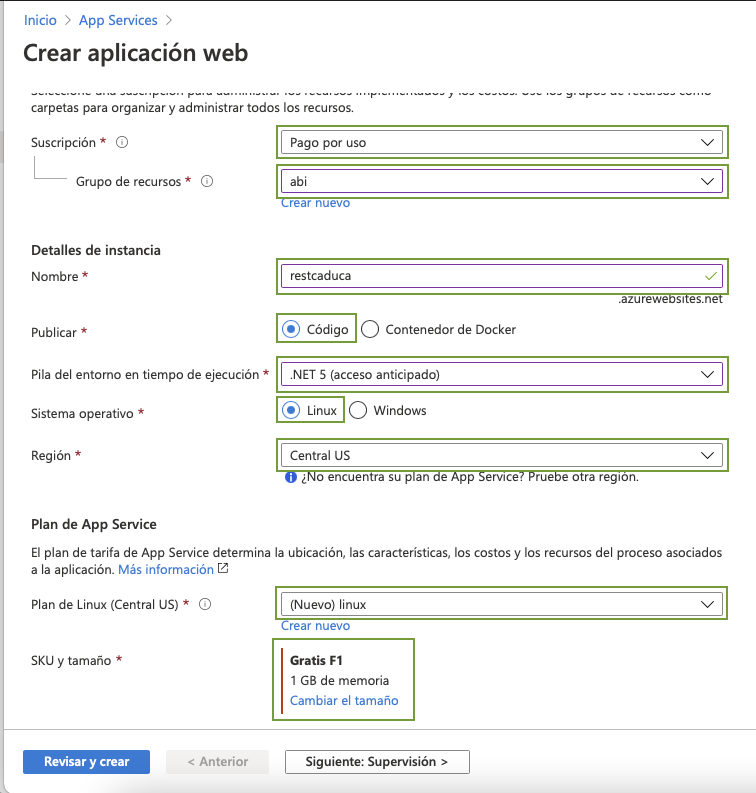 Inicio > App Services >
Crear aplicación web
Seleccione una suscripción para administrar los recursos implementados y los costos. Use los grupos de recursos como
carpetas para organizar y administrar todos los recursos.
Suscripción *
Pago por uso
Grupo de recursos *
abi
Crear nuevo
Detalles de instancia
Nombre *
restcaduca
.azurewebsites.net
Publicar *
Código
Contenedor de Docker
Pila del entorno en tiempo de ejecución *
.NET 5 (acceso anticipado)
Sistema operativo *
Linux
Windows
Región *
Central US
¿No encuentra su plan de App Service? Pruebe otra región.
Plan de App Service
El plan de tarifa de App Service determina la ubicación, las características, los costos y los recursos del proceso asociados
a la aplicación. Más información
Plan de Linux (Central US) *
(Nuevo) linux
Crear nuevo
SKU y tamaño *
Gratis F1
1 GB de memoria
Cambiar el tamaño
Revisar y crear
< Anterior
Siguiente: Supervisión >